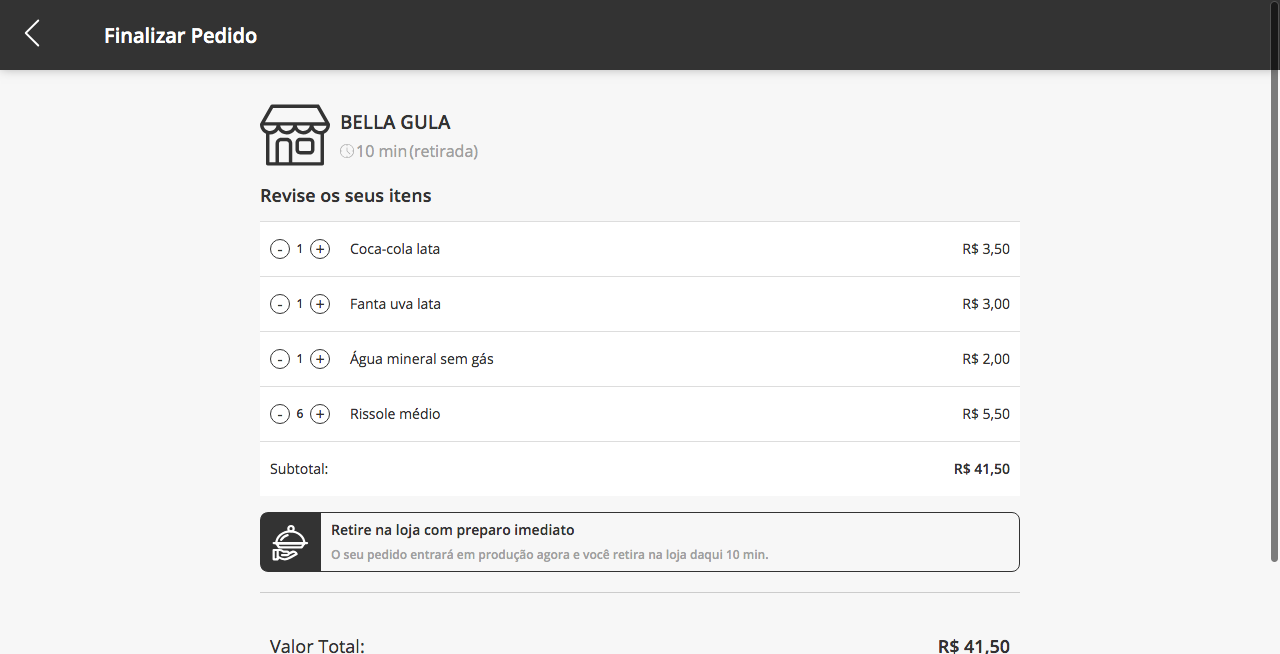 Finalizar Pedido
BELLA GULA
10 min (retirada)
Revise os seus itens
- 1 + Coca-cola lata R$ 3,50
- 1 + Fanta uva lata R$ 3,00
- 1 + Água mineral sem gás R$ 2,00
- 6 + Rissole médio R$ 5,50
Subtotal: R$ 41,50
Retire na loja com preparo imediato
O seu pedido entrará em produção agora e você retira na loja daqui 10 min.
Valor Total: R$ 41,50